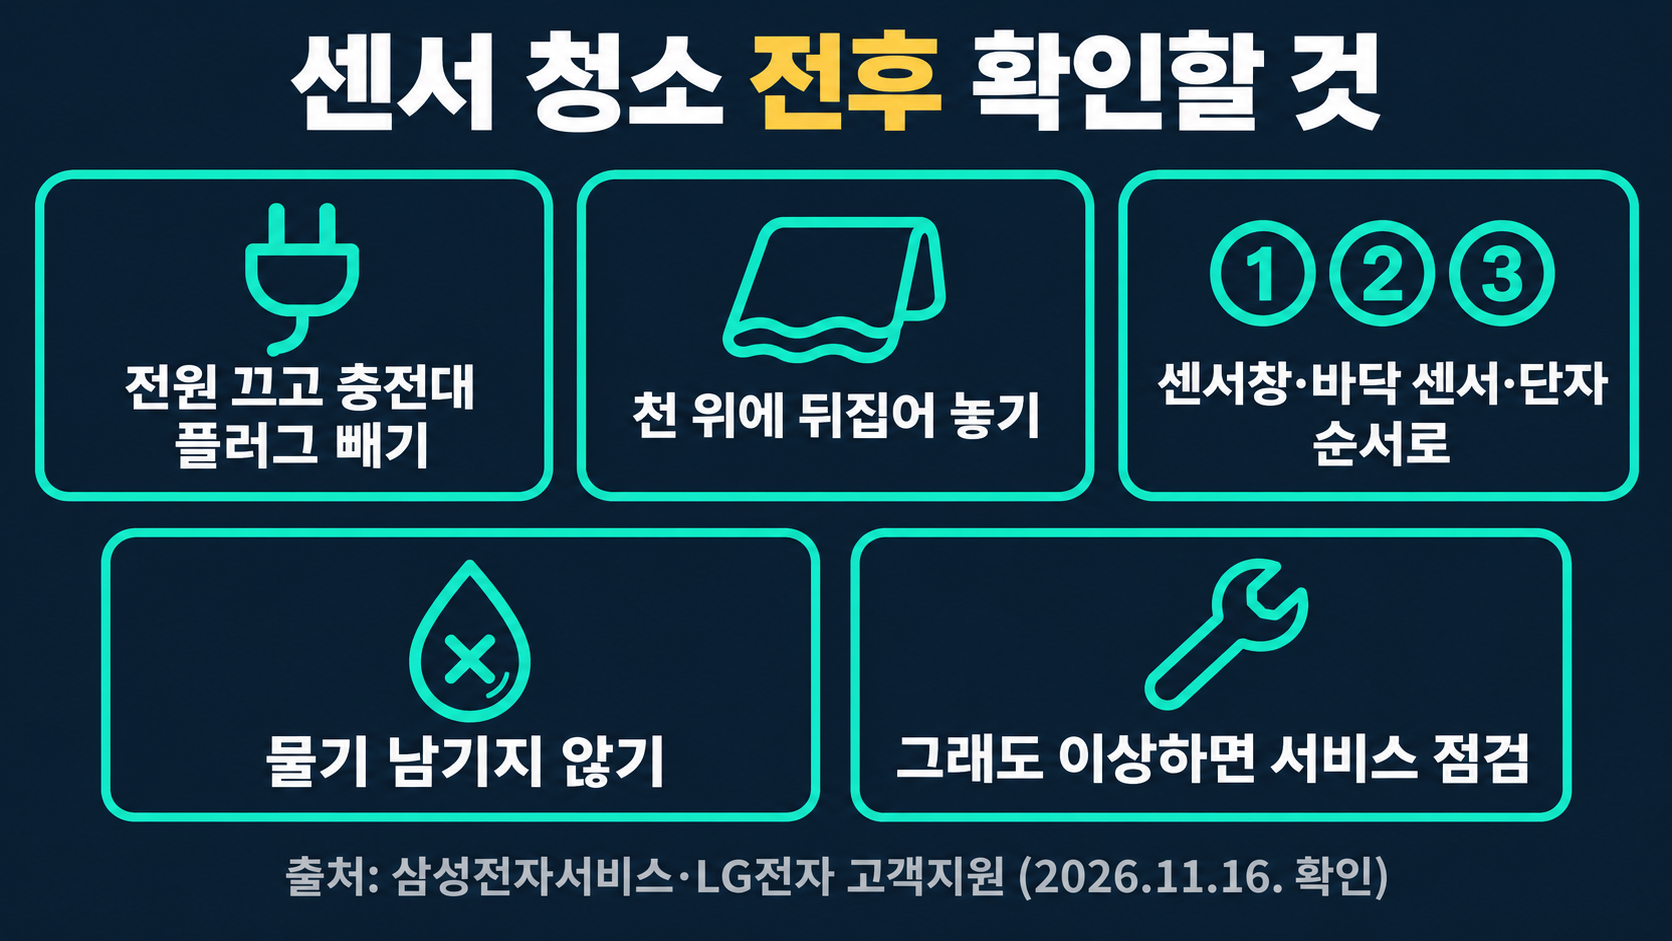 센서 청소 전후 확인할 것
전원 끄고 충전대
플러그 빼기
천 위에 뒤집어 놓기
1 2 3
센서창·바닥 센서·단자
순서로
물기 남기지 않기
그래도 이상하면 서비스 점검
출처: 삼성전자서비스·LG전자 고객지원 (2026.11.16. 확인)